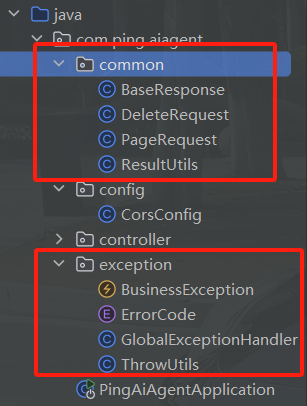 java
com.ping.aiagent
common
BaseResponse
DeleteRequest
PageRequest
ResultUtils
config
CorsConfig
controller
exception
BusinessException
ErrorCode
GlobalExceptionHandler
ThrowUtils
PingAiAgentApplication